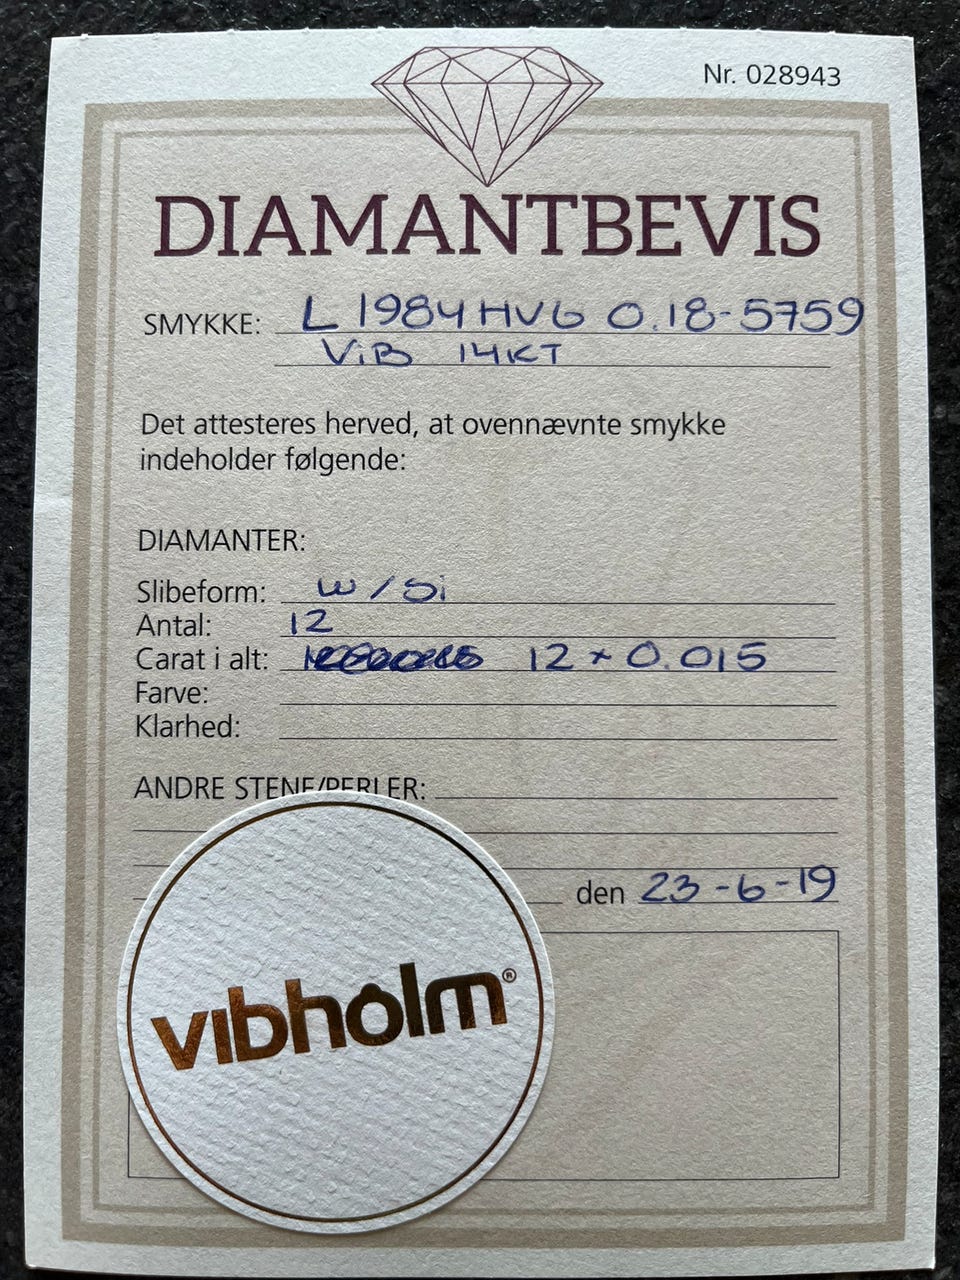 Nr. 028943
DIAMANTBEVIS
SMYKKE: L 1984 HVG 0.18-5759
ViB 14KT
Det attesteres herved, at ovennævnte smykke
indeholder følgende:
DIAMANTER:
Slibeform: W/Si
Antal: 12
Carat i alt: 12 × 0.015
Farve:
Klarhed:
ANDRE STENE/PERLER:
den 23-6-19
vibholm®